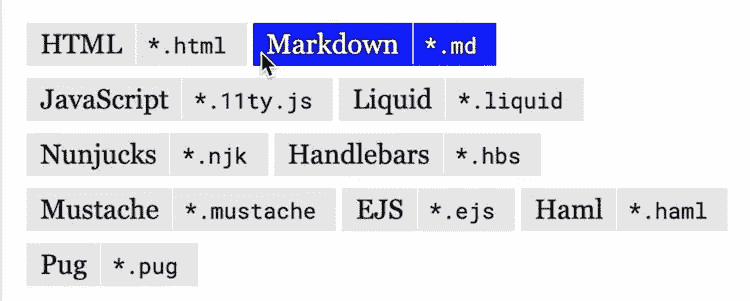 HTML *.html Markdown *.md
JavaScript *.11ty.js Liquid *.liquid
Nunjucks *.njk Handlebars *.hbs
Mustache *.mustache EJS *.ejs Haml *.haml
Pug *.pug